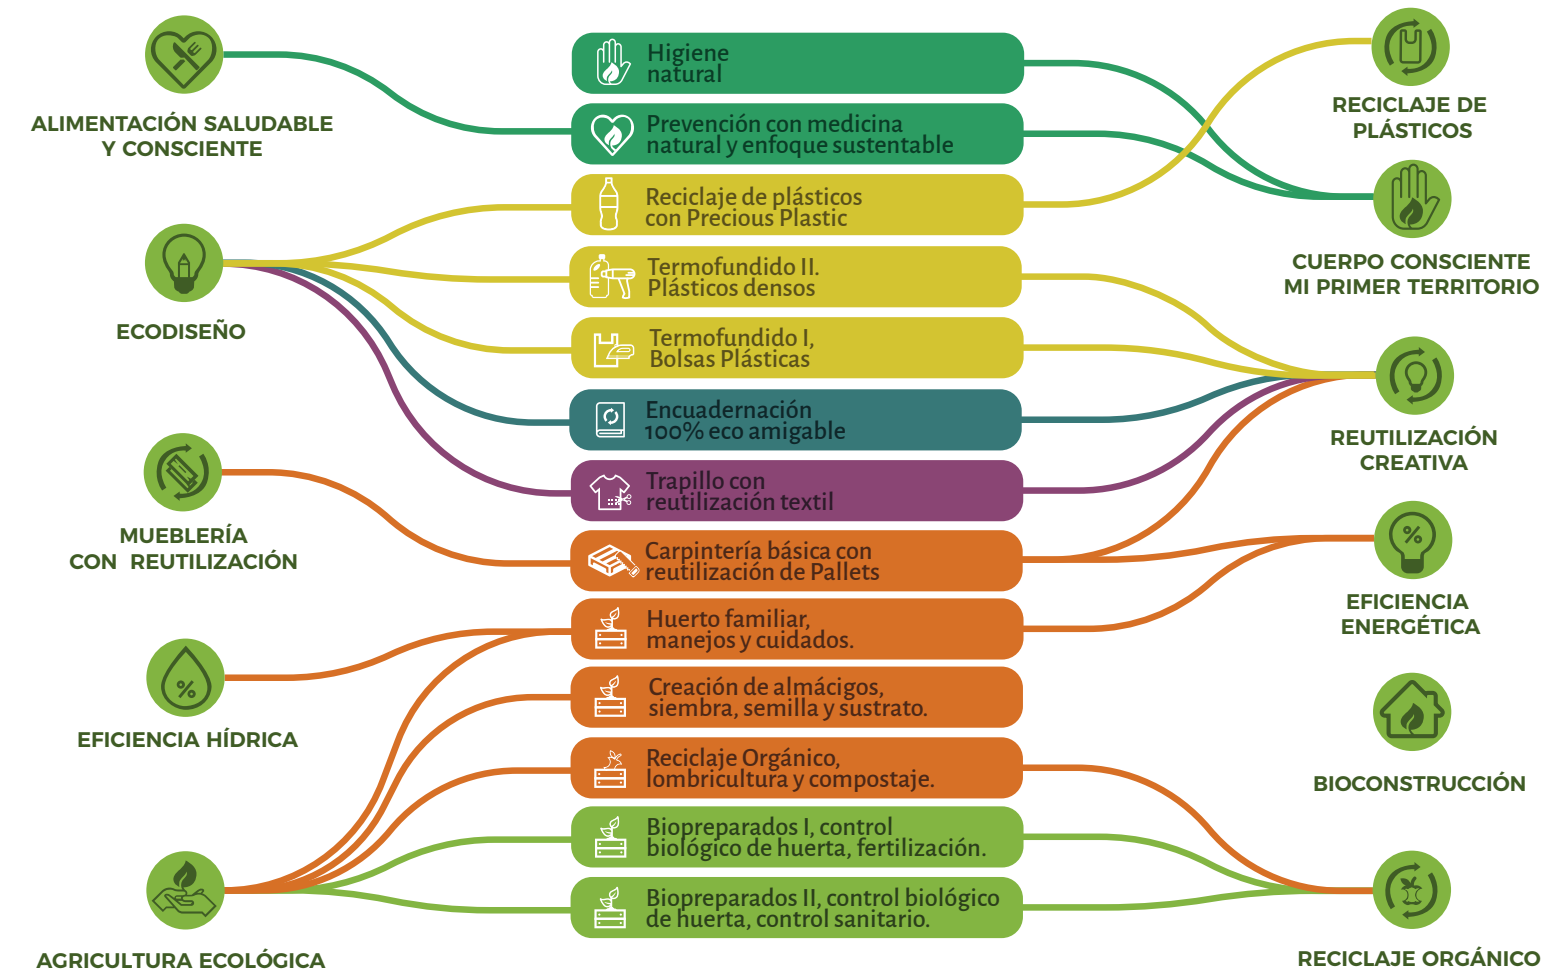 ALIMENTACIÓN SALUDABLE
Y CONSCIENTE
ECODISEÑO
MUEBLERÍA
CON REUTILIZACIÓN
%
EFICIENCIA HÍDRICA
AGRICULTURA ECOLÓGICA
Higiene
natural
Prevención con medicina
natural y enfoque sustentable
Reciclaje de plásticos
con Precious Plastic
Termofundido II.
Plásticos densos
Termofundido I,
Bolsas Plásticas
Encuadernación
100% eco amigable
Trapillo con
reutilización textil
Carpintería básica con
reutilización de Pallets
Huerto familiar,
manejos y cuidados.
Creación de almácigos,
siembra, semilla y sustrato.
Reciclaje Orgánico,
lombricultura y compostaje.
Biopreparados I, control
biológico de huerta, fertilización.
Biopreparados II, control biológico
de huerta, control sanitario.
RECICLAJE DE
PLÁSTICOS
CUERPO CONSCIENTE
MI PRIMER TERRITORIO
REUTILIZACIÓN
CREATIVA
%
EFICIENCIA
ENERGÉTICA
BIOCONSTRUCCIÓN
RECICLAJE ORGÁNICO